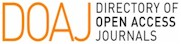 DOAJ
DIRECTORY OF
OPEN ACCESS
JOURNALS